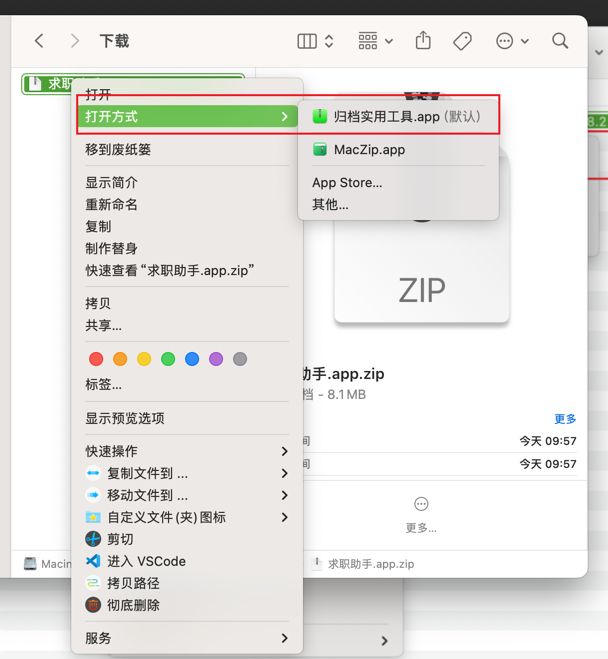 下载
求职
打开
打开方式
归档实用工具.app (默认)
8.2
移到废纸篓
MacZip.app
显示简介
App Store...
重新命名
其他...
复制
制作替身
快速查看“求职助手.app.zip”
ZIP
拷贝
共享...
标签...
助手.app.zip
档 - 8.1 MB
显示预览选项
更多
快速操作
间
今天 09:57
复制文件到 ...
间
今天 09:57
移动文件到 ...
自定义文件(夹)图标
剪切
更多...
进入 VSCode
Macin
求职助手.app.zip
拷贝路径
彻底删除
服务